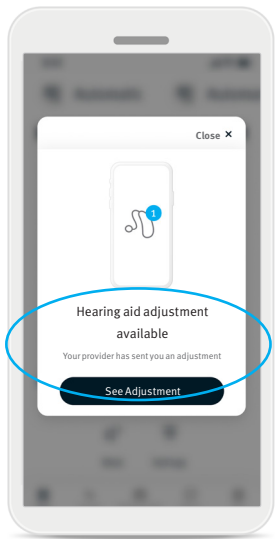 Close ×
1
Hearing aid adjustment
available
Your provider has sent you an adjustment
See Adjustment